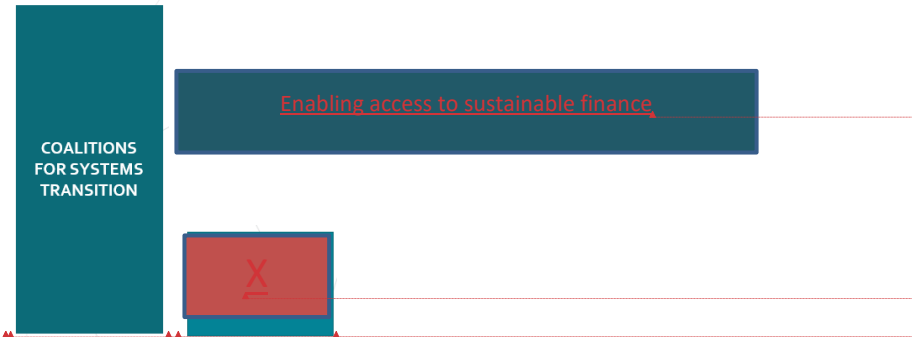 COALITIONS
FOR SYSTEMS
TRANSITION
Enabling access to sustainable finance
X